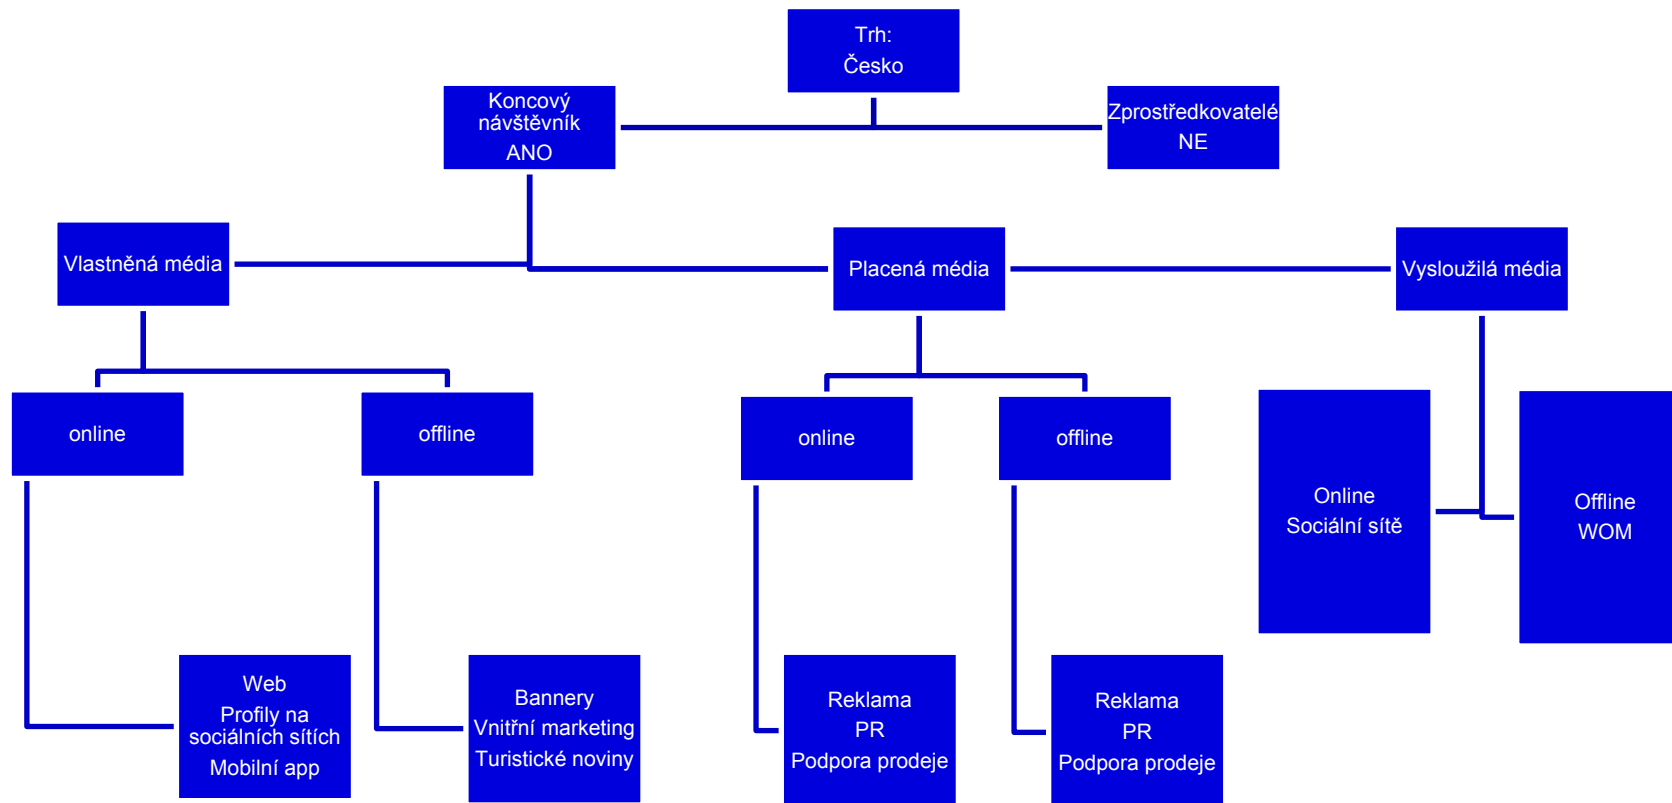 Trh:
Česko
Koncový
návštěvník
ANO
Zprostředkovatelé
NE
Vlastněná média
Placená média
Vysloužilá média
online
offline
online
offline
Online
Sociální sítě
Offline
WOM
Web
Profily na
sociálních sítích
Mobilní app
Bannery
Vnitřní marketing
Turistické noviny
Reklama
PR
Podpora prodeje
Reklama
PR
Podpora prodeje